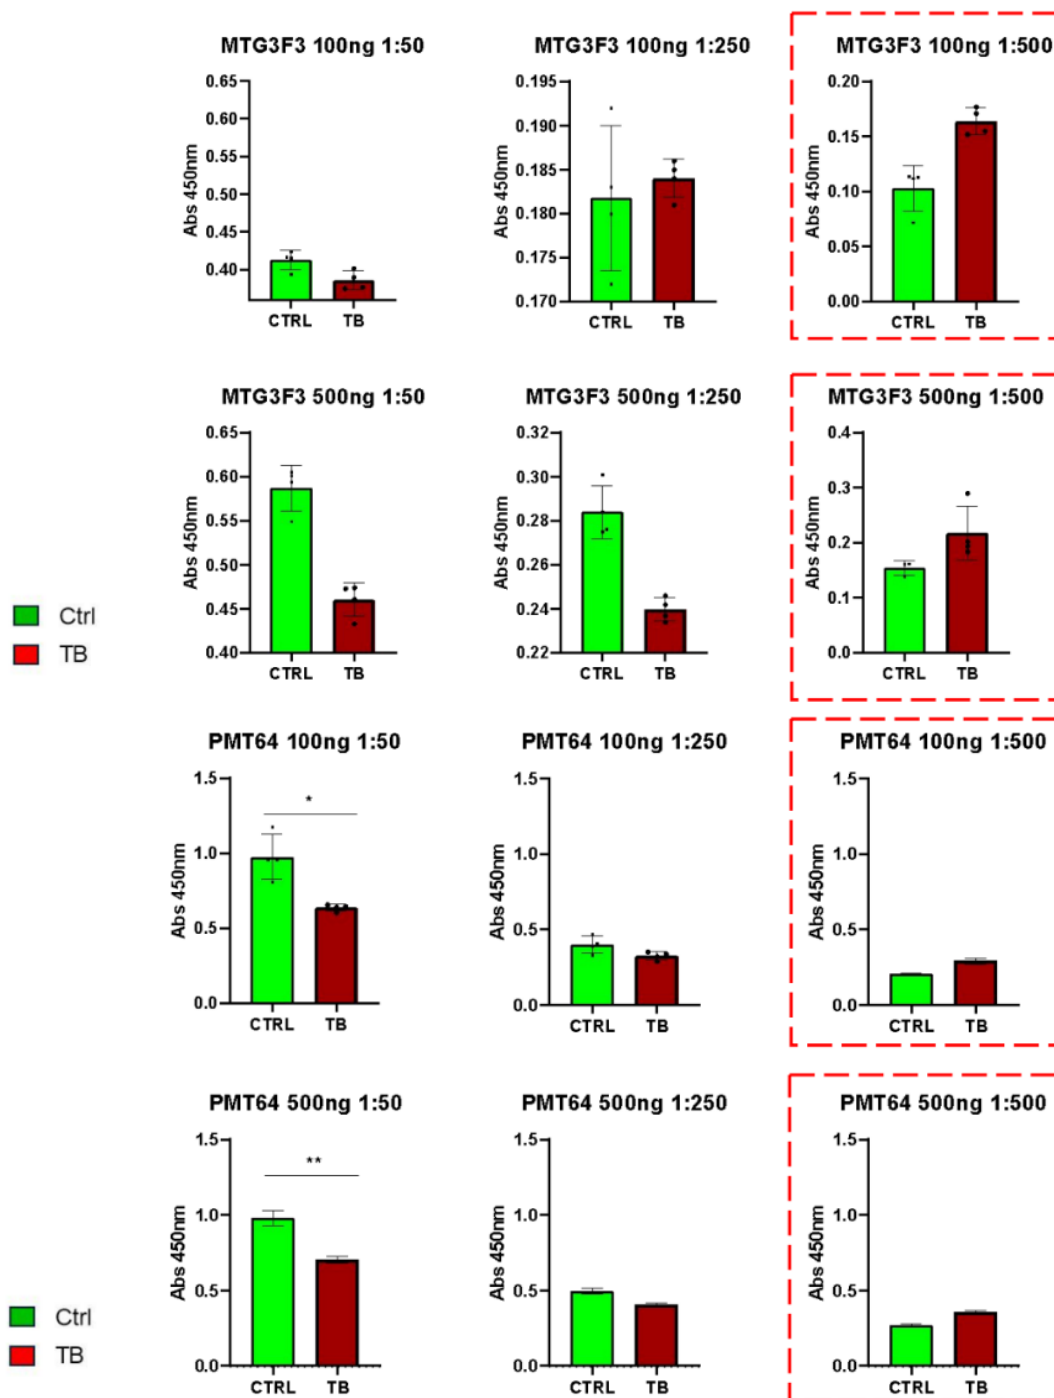 MTG3F3 100ng 1:50
0.65
0.60
0.55
0.50
0.45
0.40
Abs 450nm
CTRL TB
MTG3F3 100ng 1:250
0.195
0.190
0.185
0.180
0.175
0.170
Abs 450nm
CTRL TB
MTG3F3 100ng 1:500
0.20
0.15
0.10
0.05
0.00
Abs 450nm
CTRL TB
MTG3F3 500ng 1:50
0.65
0.60
0.55
0.50
0.45
0.40
Abs 450nm
CTRL TB
MTG3F3 500ng 1:250
0.32
0.30
0.28
0.26
0.24
0.22
Abs 450nm
CTRL TB
MTG3F3 500ng 1:500
0.4
0.3
0.2
0.1
0.0
Abs 450nm
CTRL TB
Ctrl
TB
PMT64 100ng 1:50
1.5
1.0
0.5
0.0
Abs 450nm
*
CTRL TB
PMT64 100ng 1:250
1.5
1.0
0.5
0.0
Abs 450nm
CTRL TB
PMT64 100ng 1:500
1.5
1.0
0.5
0.0
Abs 450nm
CTRL TB
PMT64 500ng 1:50
1.5
1.0
0.5
0.0
Abs 450nm
**
CTRL TB
PMT64 500ng 1:250
1.5
1.0
0.5
0.0
Abs 450nm
CTRL TB
PMT64 500ng 1:500
1.5
1.0
0.5
0.0
Abs 450nm
CTRL TB
Ctrl
TB